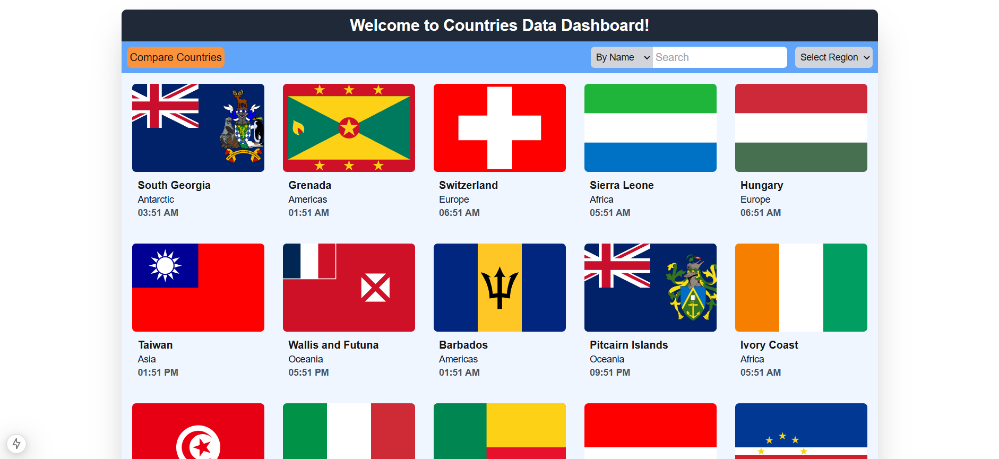 Welcome to Countries Data Dashboard!
Compare Countries
By Name
Search
Select Region
South Georgia
Antarctic
03:51 AM
Grenada
Americas
01:51 AM
Switzerland
Europe
06:51 AM
Sierra Leone
Africa
05:51 AM
Hungary
Europe
06:51 AM
Taiwan
Asia
01:51 PM
Wallis and Futuna
Oceania
05:51 PM
Barbados
Americas
01:51 AM
Pitcairn Islands
Oceania
09:51 PM
Ivory Coast
Africa
05:51 AM